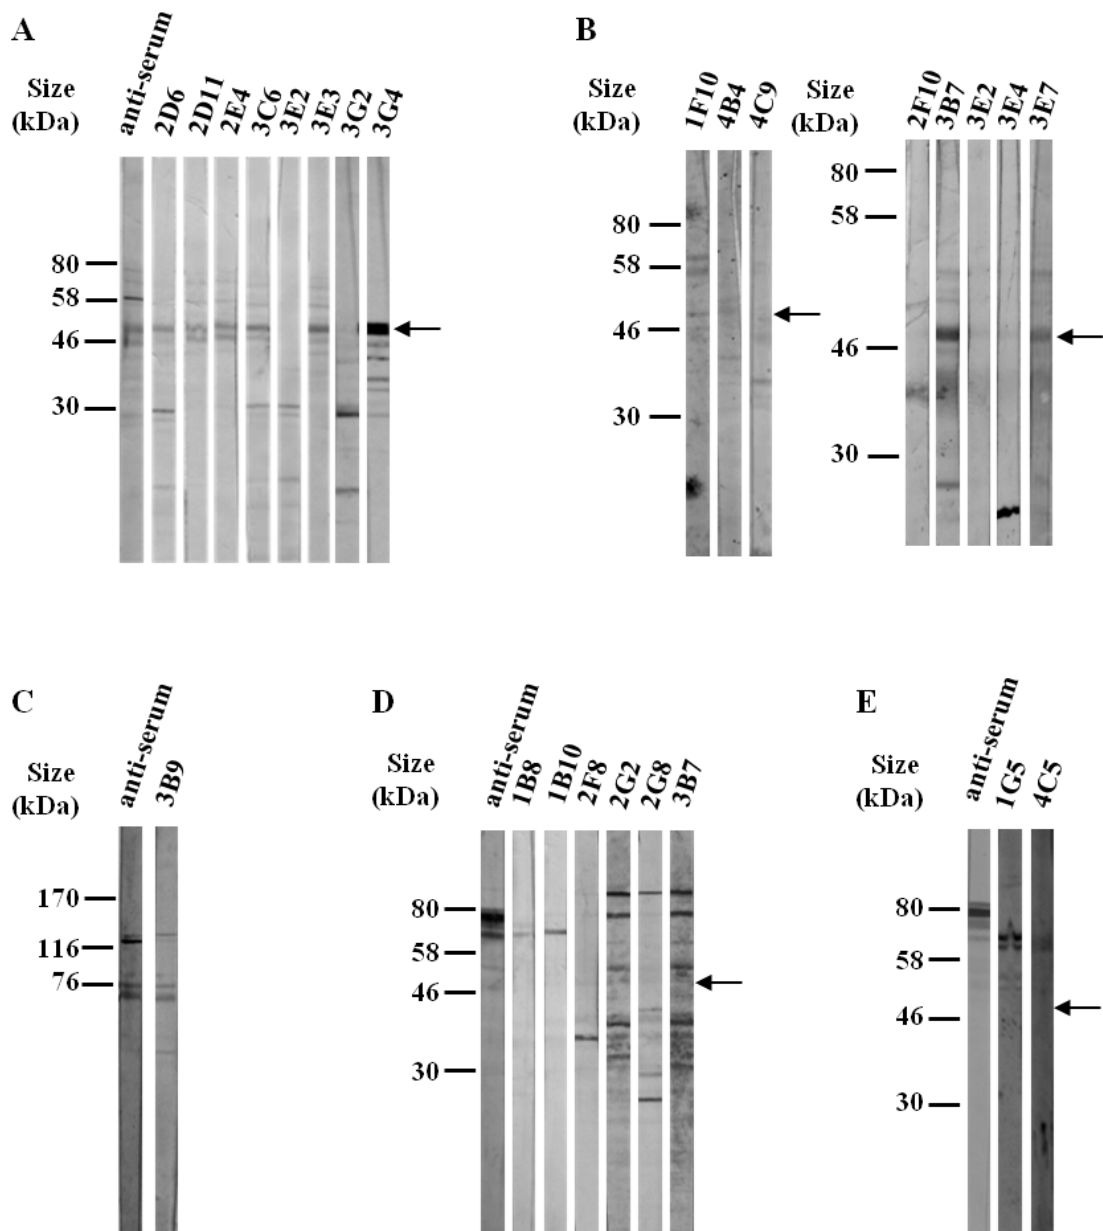 A
Size
(kDa)
anti-serum
2D6
2D11
2E4
3C6
3E2
3E3
3G2
3G4
80
58
46
30
B
Size
(kDa)
1F10
4B4
4C9
80
58
46
30
Size
(kDa)
2F10
3B7
3E2
3E4
3E7
80
58
46
30
C
Size
(kDa)
anti-serum
3B9
170
116
76
D
Size
(kDa)
anti-serum
1B8
1B10
2F8
2G2
2G8
3B7
80
58
46
30
E
Size
(kDa)
anti-serum
1G5
4C5
80
58
46
30